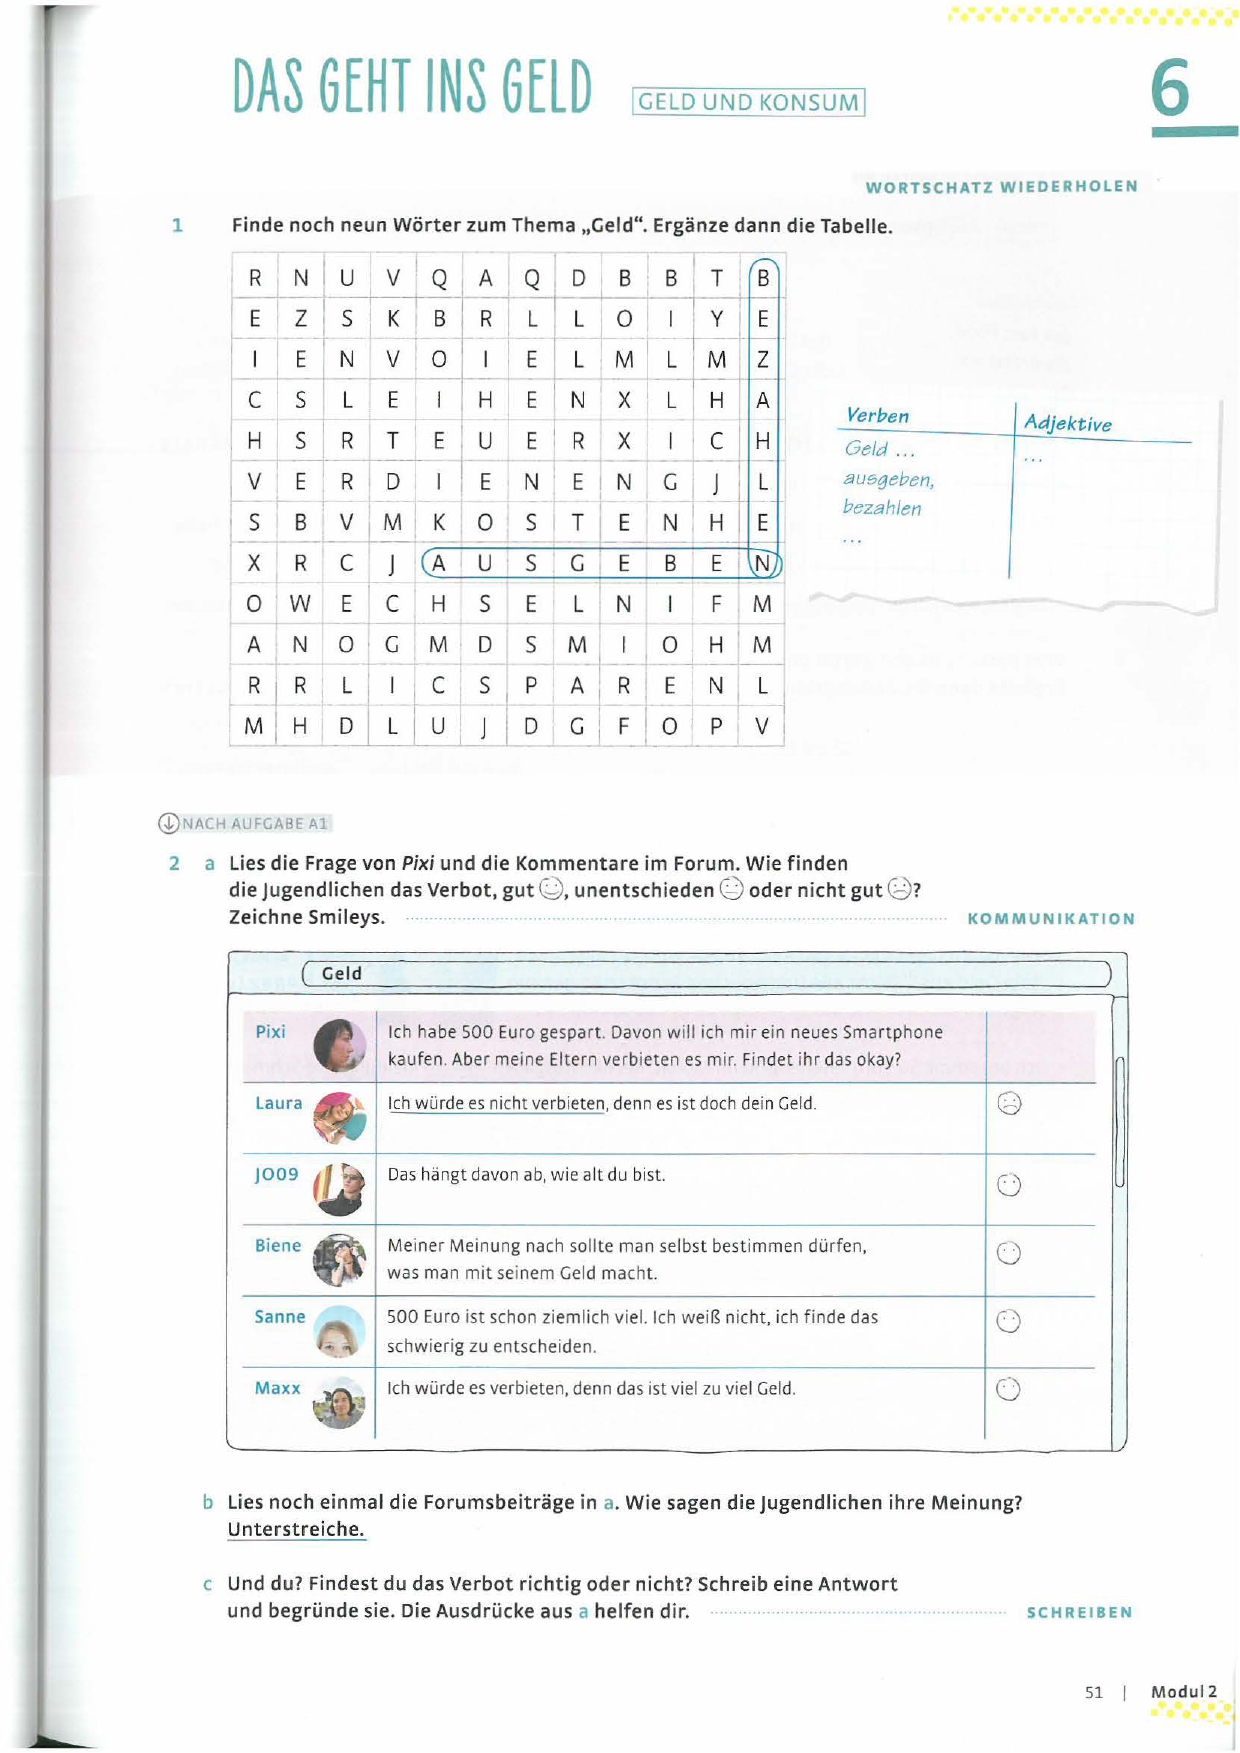 DAS GEHT INS GELD
GELD UND KONSUM
6
WORTSCHATZ WIEDERHOLEN
1 Finde noch neun Wörter zum Thema „Geld“. Ergänze dann die Tabelle.
R N U V Q A Q D B B T B
E Z S K B R L L O I Y E
I E N V O I E L M L M Z
C S L E I H E N X L H A
H S R T E U E R X I C H
V E R D I E N E N G J L
S B V M K O S T E N H E
X R C J A U S G E B E N
O W E C H S E L N I F M
A N O G M D S M I O H M
R R L I C S P A R E N L
M H D L U J D G F O P V
Verben Adjektive
Geld ... ...
ausgeben,
bezahlen
...
NACH AUFGABE A1
2 a Lies die Frage von Pixi und die Kommentare im Forum. Wie finden
die Jugendlichen das Verbot, gut, unentschieden oder nicht gut?
Zeichne Smileys.
KOMMUNIKATION
Geld
Pixi Ich habe 500 Euro gespart. Davon will ich mir ein neues Smartphone
kaufen. Aber meine Eltern verbieten es mir. Findet ihr das okay?
Laura Ich würde es nicht verbieten, denn es ist doch dein Geld.
JO09 Das hängt davon ab, wie alt du bist.
Biene Meiner Meinung nach sollte man selbst bestimmen dürfen,
was man mit seinem Geld macht.
Sanne 500 Euro ist schon ziemlich viel. Ich weiß nicht, ich finde das
schwierig zu entscheiden.
Maxx Ich würde es verbieten, denn das ist viel zu viel Geld.
b Lies noch einmal die Forumsbeiträge in a. Wie sagen die Jugendlichen ihre Meinung?
Unterstreiche.
c Und du? Findest du das Verbot richtig oder nicht? Schreib eine Antwort
und begründe sie. Die Ausdrücke aus a helfen dir.
SCHREIBEN
51 | Modul 2